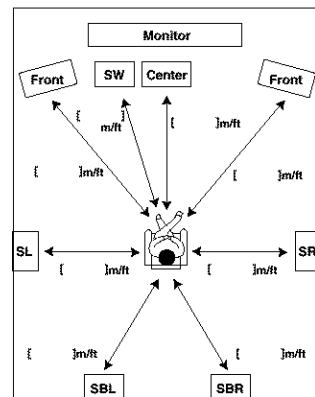 Monitor
Front
SW
Center
Front
[ ]
m/ft
[ ]m/ft
[ ]m/ft
[ ]m/ft
SL
SR
[ ]m/ft
[ ]m/ft
[ ]m/ft
[ ]m/ft
SBL
SBR